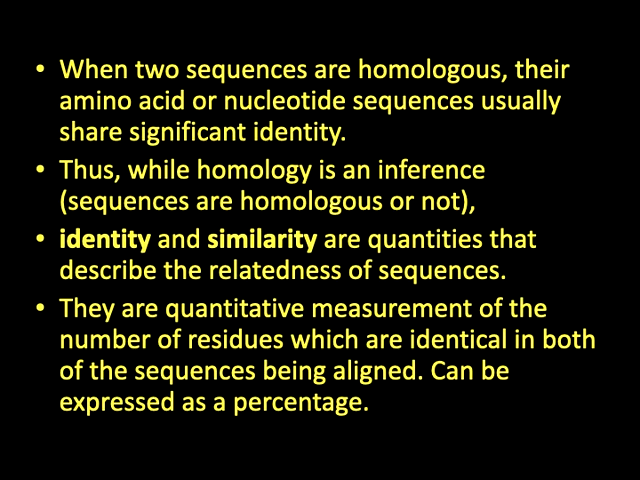 • When two sequences are homologous, their
amino acid or nucleotide sequences usually
share significant identity.
• Thus, while homology is an inference
(sequences are homologous or not),
• identity and similarity are quantities that
describe the relatedness of sequences.
• They are quantitative measurement of the
number of residues which are identical in both
of the sequences being aligned. Can be
expressed as a percentage.